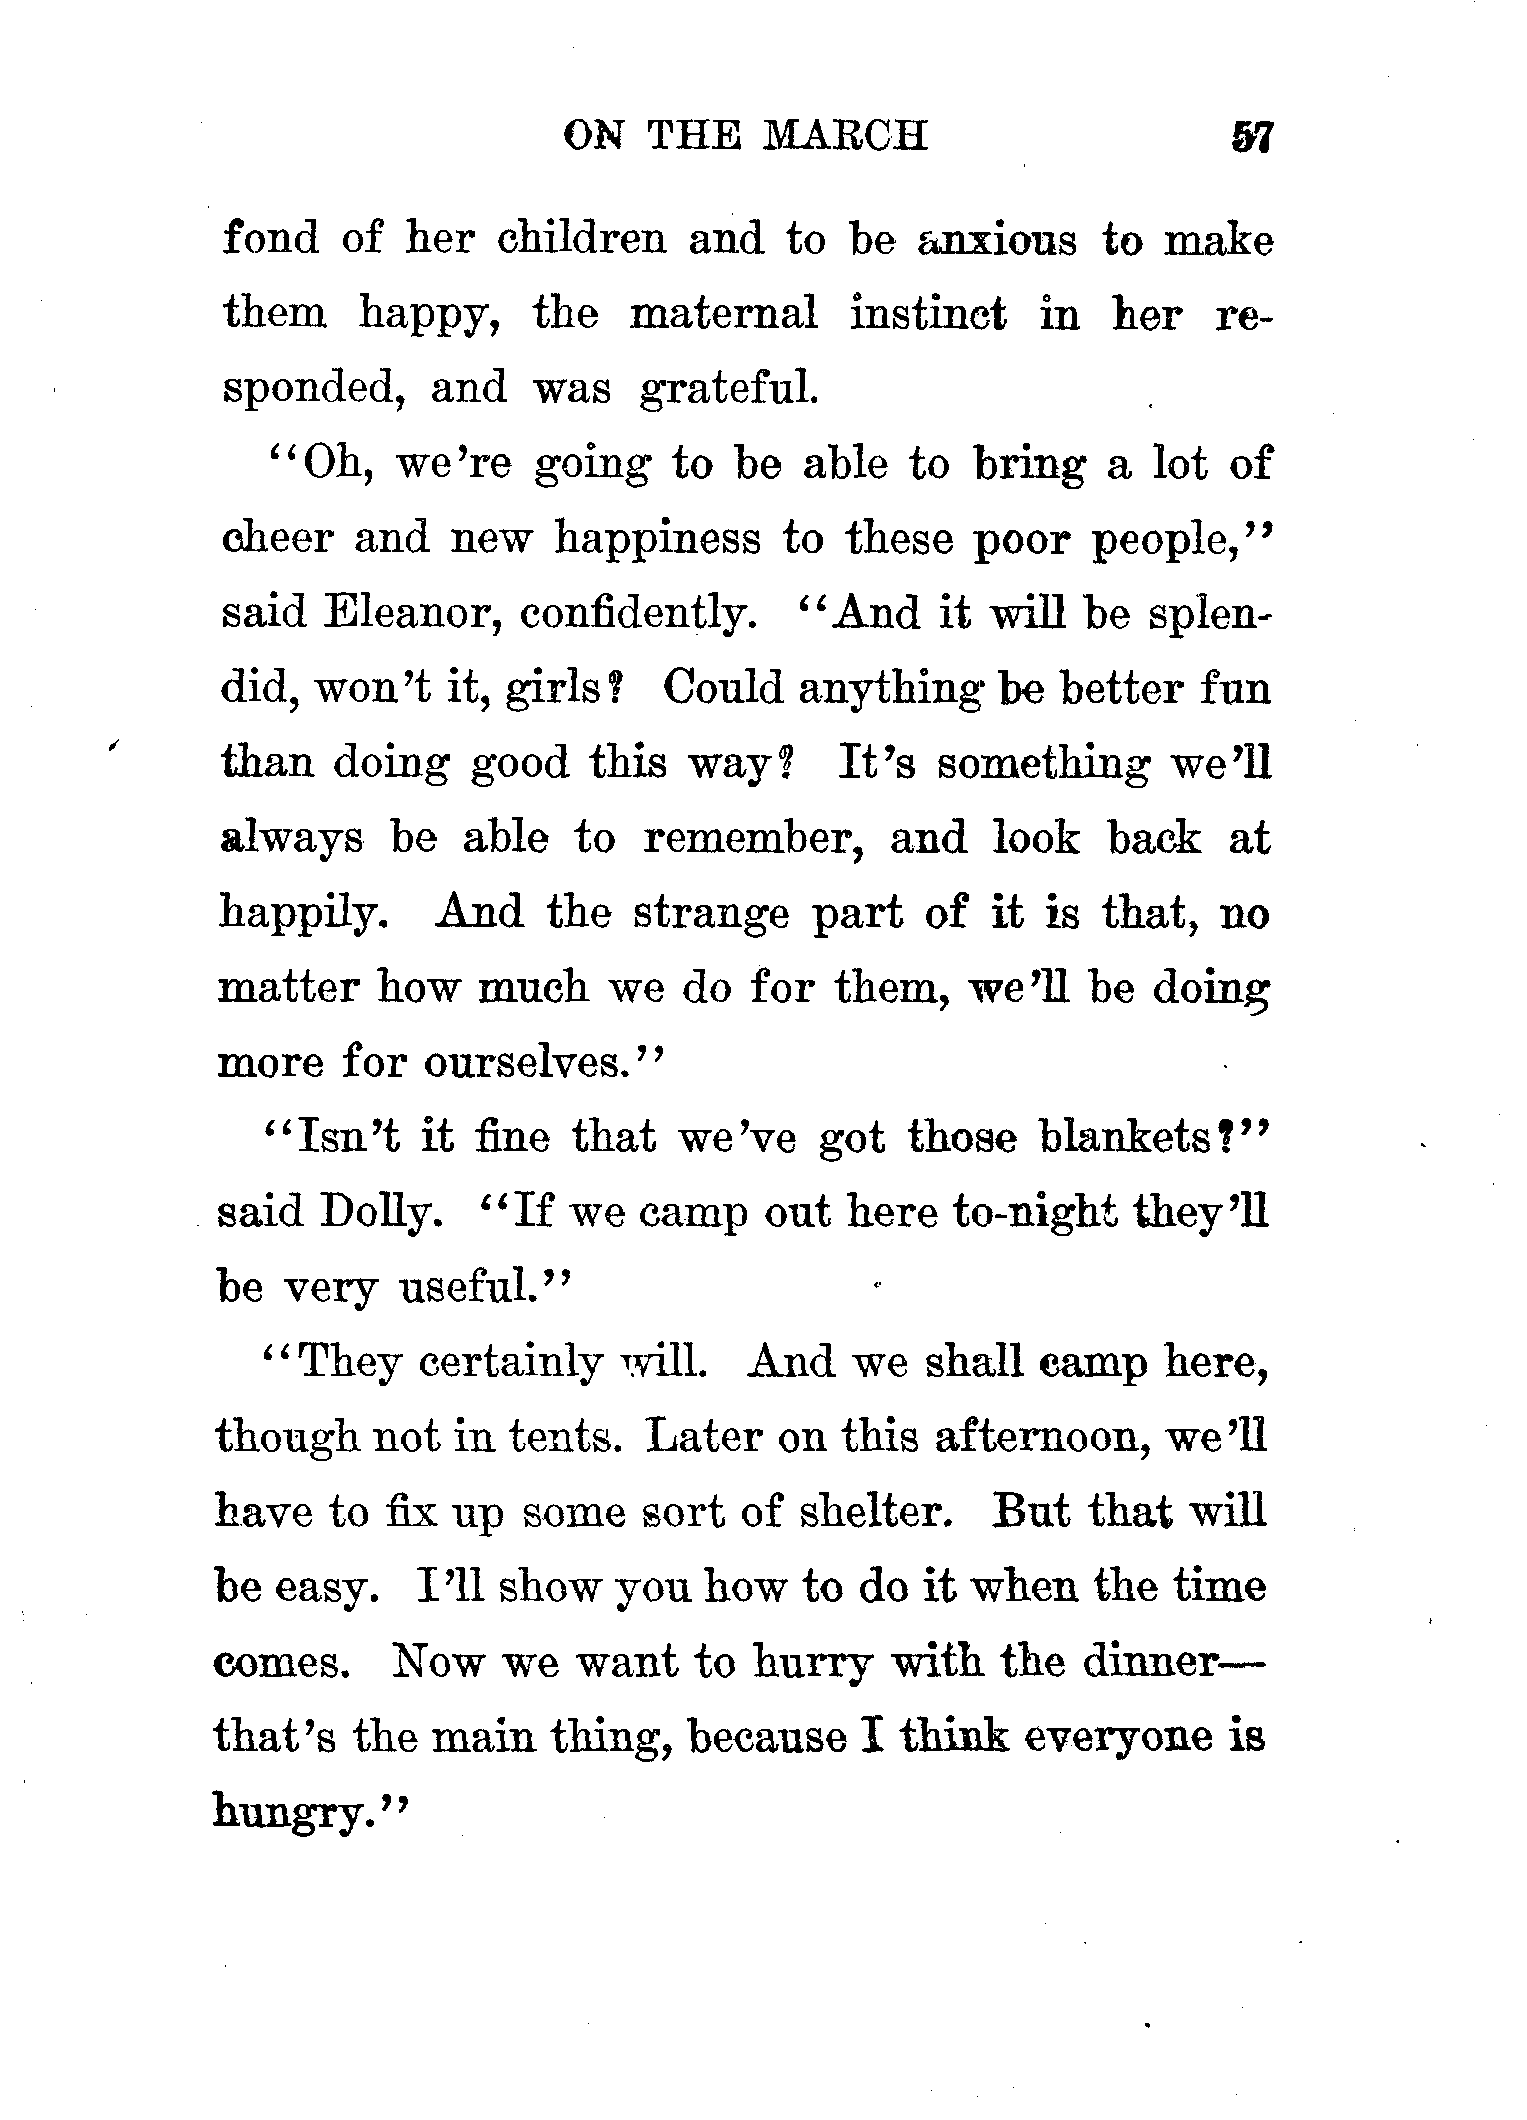 ON THE MARCH 57
fond of her children and to be anxious to make
them happy, the maternal instinct in her re-
sponded, and was grateful.
"Oh, we're going to be able to bring a lot of
cheer and new happiness to these poor people,"
said Eleanor, confidently. "And it will be splen-
did, won't it, girls? Could anything be better fun
than doing good this way? It's something we'll
always be able to remember, and look back at
happily. And the strange part of it is that, no
matter how much we do for them, we'll be doing
more for ourselves."
"Isn't it fine that we've got those blankets?"
said Dolly. "If we camp out here to-night they'll
be very useful."
"They certainly will. And we shall camp here,
though not in tents. Later on this afternoon, we'll
have to fix up some sort of shelter. But that will
be easy. I'll show you how to do it when the time
comes. Now we want to hurry with the dinner—
that's the main thing, because I think everyone is
hungry."